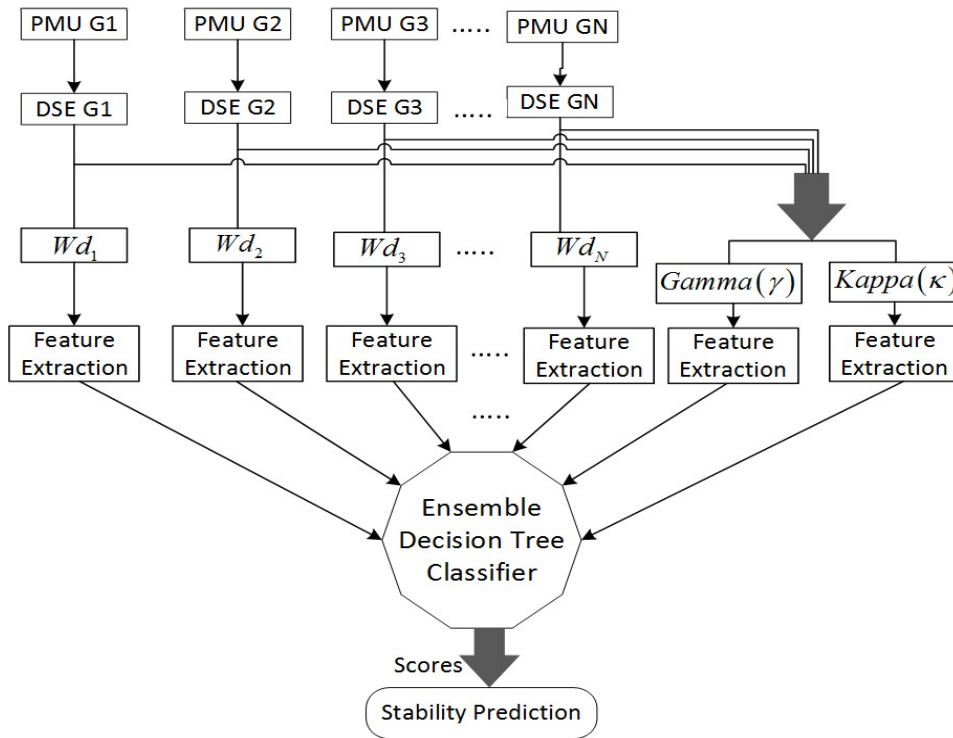 PMU G1
PMU G2
PMU G3
.....
PMU GN
DSE G1
DSE G2
DSE G3
.....
DSE GN
Wd₁
Wd₂
Wd₃
.....
Wd_N
Gamma(γ)
Kappa(κ)
Feature
Extraction
Feature
Extraction
Feature
Extraction
.....
Feature
Extraction
Feature
Extraction
Feature
Extraction
.....
Ensemble
Decision Tree
Classifier
Scores
Stability Prediction